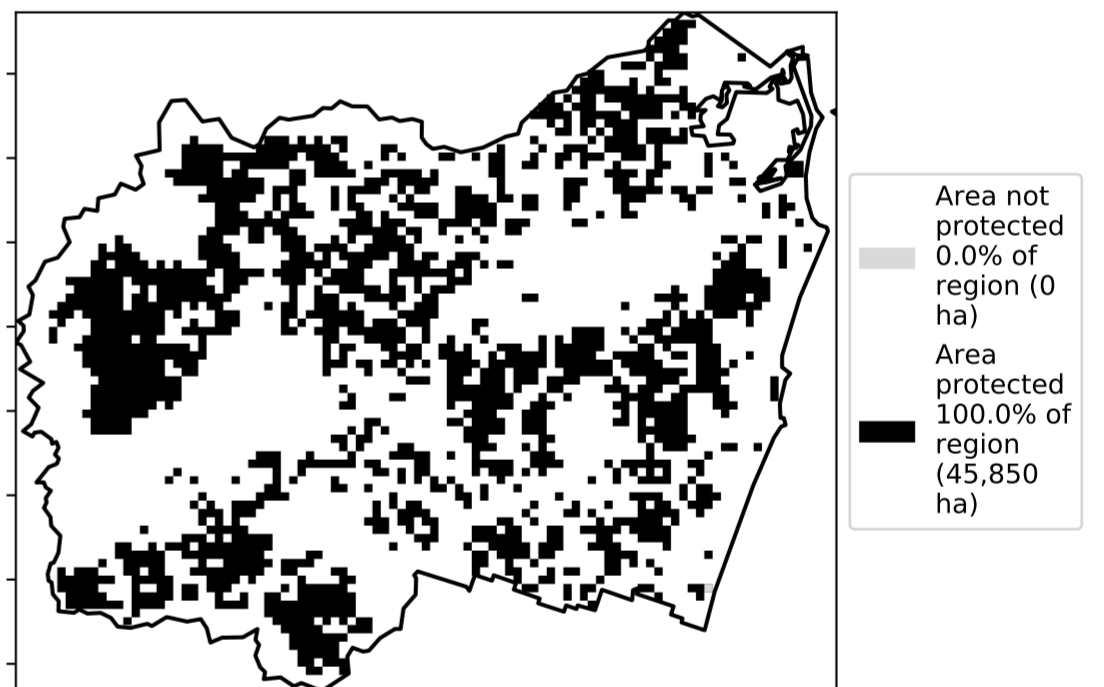 Area not
protected
0.0% of
region (0
ha)
Area
protected
100.0% of
region
(45,850
ha)